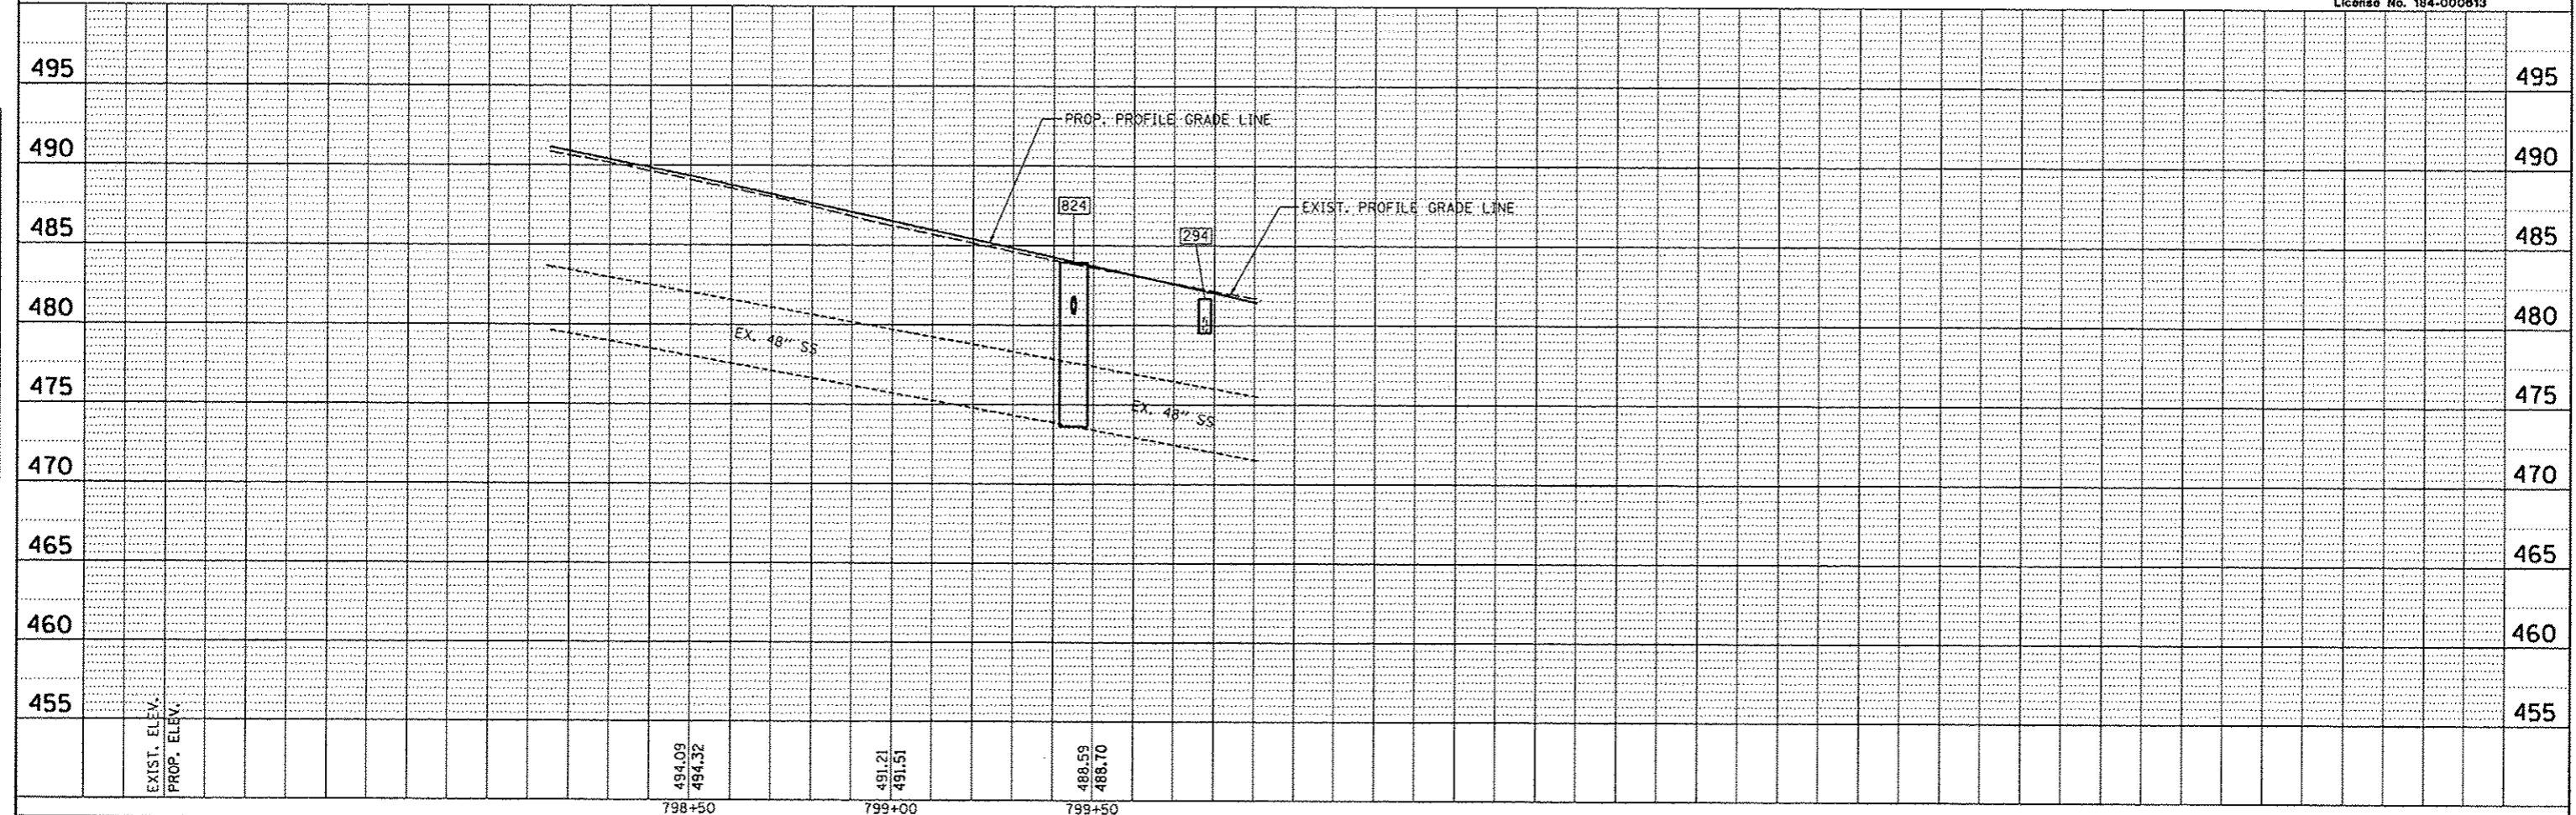 License No. 184-000613
495 495
PROP. PROFILE GRADE LINE
490 490
824
EXIST. PROFILE GRADE LINE
485 485
294
480 480
EX. 48" SS
475 475
EX. 48" SS
470 470
465 465
460 460
455 455
EXIST. ELEV.
PROP. ELEV.
494.09
494.32
491.21
491.51
488.59
488.70
798+50 799+00 799+50